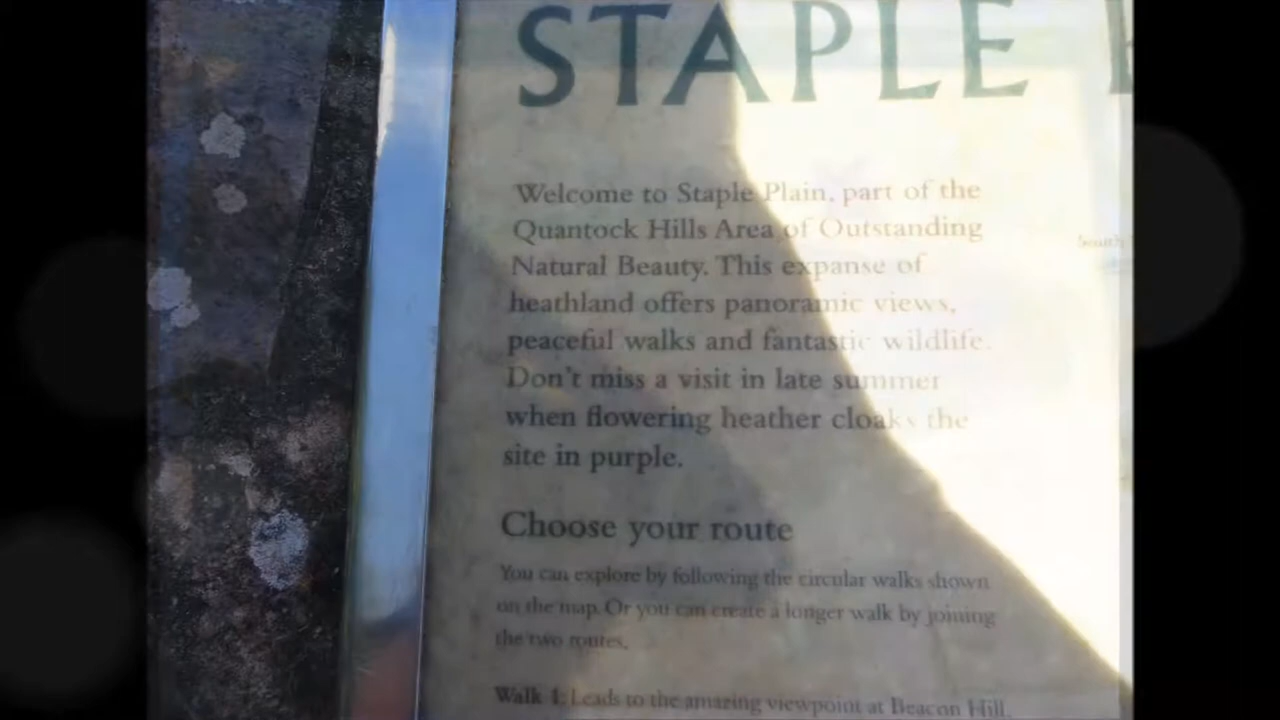 STAPLE
Welcome to Staple Plain, part of the
Quantock Hills Area of Outstanding
Natural Beauty. This expanse of
heathland offers panoramic views,
peaceful walks and fantastic wildlife.
Don't miss a visit in late summer
when flowering heather cloaks the
site in purple.
Choose your route
You can explore by following the circular walks shown
on the map. Or you can create a longer walk by joining
the two routes.
Walk 1: Leads to the amazing viewpoint at Beacon Hill.